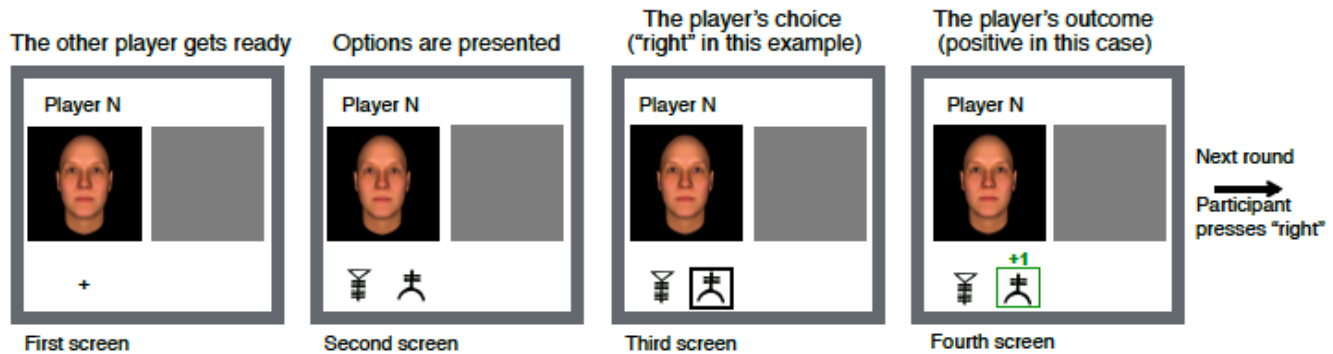 The other player gets ready
Options are presented
The player's choice
("right" in this example)
The player's outcome
(positive in this case)
Player N
Player N
Player N
Player N
+
+1
Next round
Participant
presses "right"
First screen
Second screen
Third screen
Fourth screen